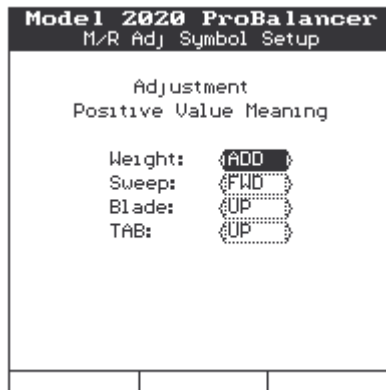 Model 2020 ProBalancer
M/R Adj Symbol Setup
Adjustment
Positive Value Meaning
Weight: {ADD }
Sweep: {FWD }
Blade: {UP }
TAB: {UP }